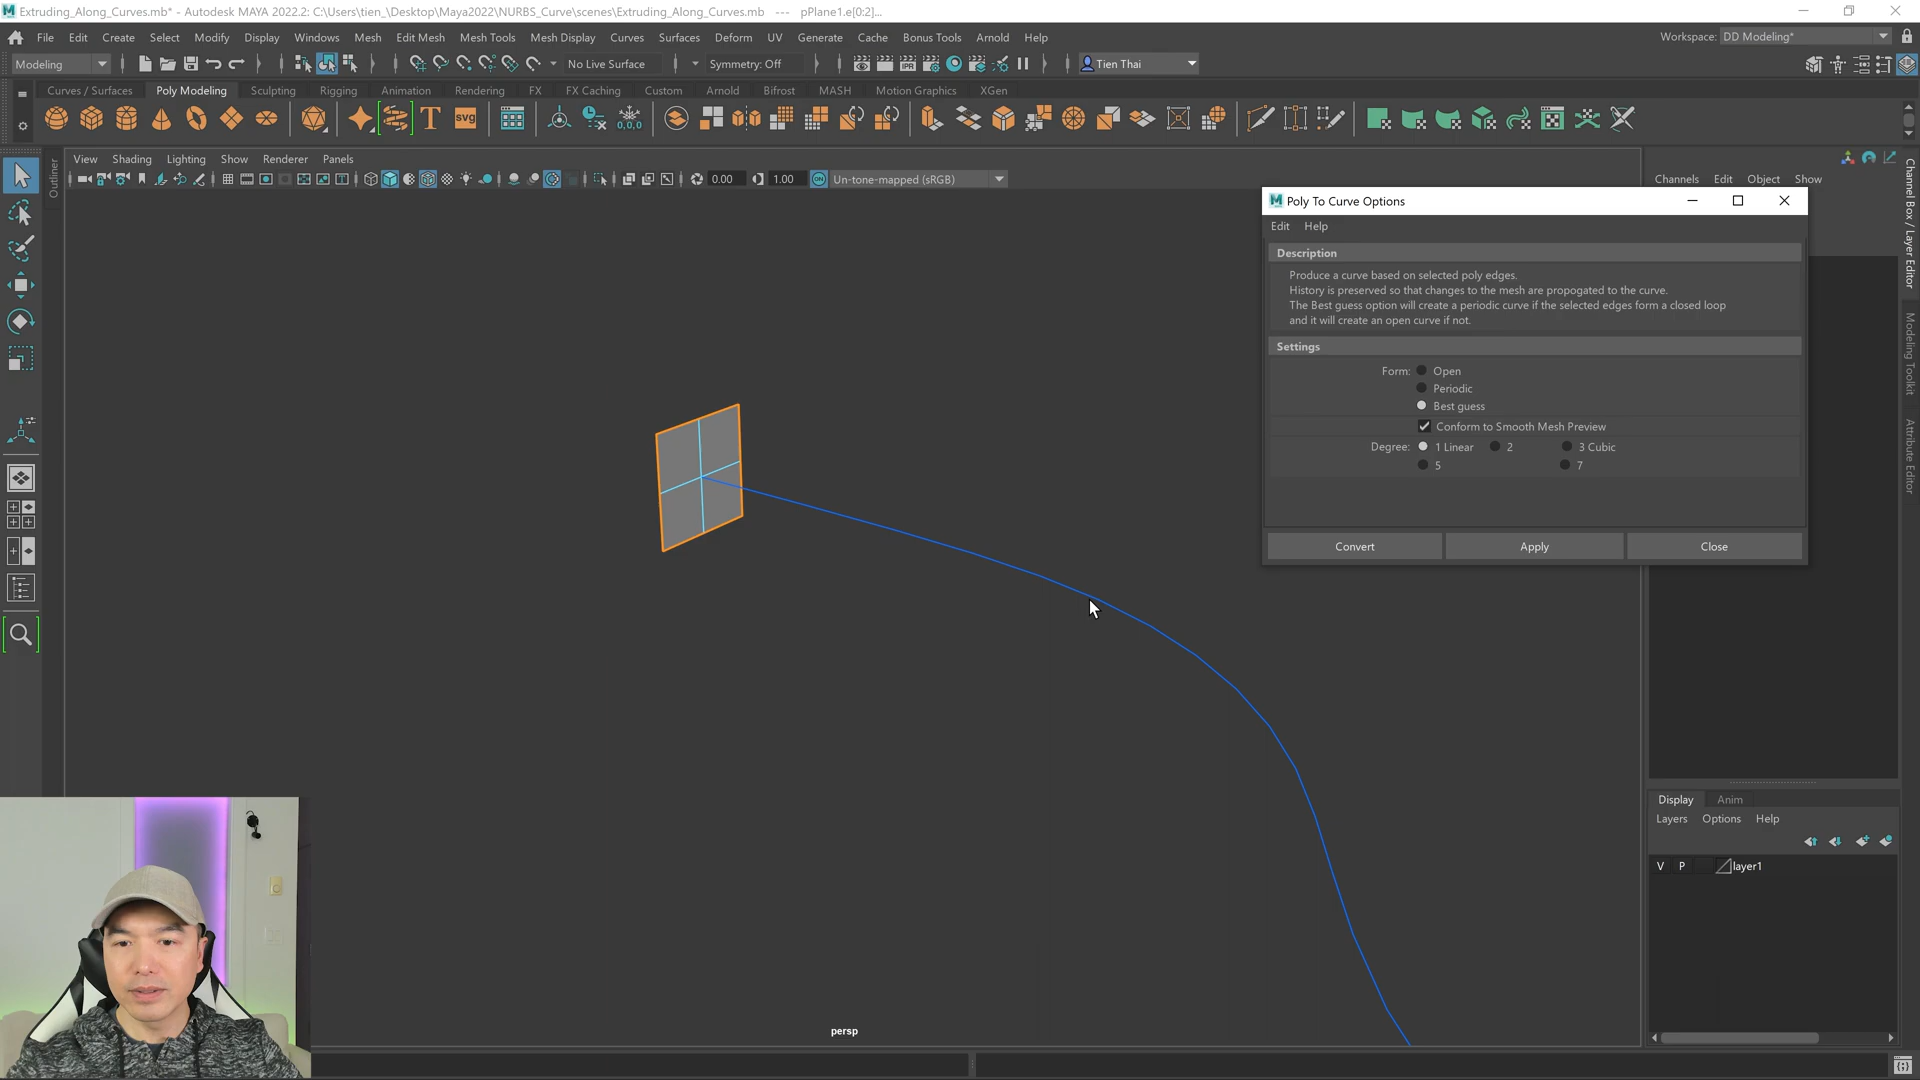 Extruding_Along_Curves.mb* - Autodesk MAYA 2022.2: C:\Users\tien_\Desktop\Maya2022\NURBS_Curve\scenes\Extruding_Along_Curves.mb --- pPlane1.e[0:2]...
File Edit Create Select Modify Display Windows Mesh Edit Mesh Mesh Tools Mesh Display Curves Surfaces Deform UV Generate Cache Bonus Tools Arnold Help
Workspace: DD Modeling*
Modeling
No Live Surface
Symmetry: Off
Tien Thai
Curves / Surfaces Poly Modeling Sculpting Rigging Animation Rendering FX FX Caching Custom Arnold Bifrost MASH Motion Graphics XGen
T
SVG
0,0,0
IPR
Outliner
View Shading Lighting Show Renderer Panels
0.00
1.00
ON
Un-tone-mapped (sRGB)
Channels Edit Object Show
Channel Box / Layer Editor
Modeling Toolkit
Attribute Editor
Poly To Curve Options
Edit Help
Description
Produce a curve based on selected poly edges.
History is preserved so that changes to the mesh are propogated to the curve.
The Best guess option will create a periodic curve if the selected edges form a closed loop
and it will create an open curve if not.
Settings
Form: Open
Periodic
Best guess
Conform to Smooth Mesh Preview
Degree: 1 Linear 2 3 Cubic
5 7
Convert Apply Close
Display Anim
Layers Options Help
V P layer1
persp